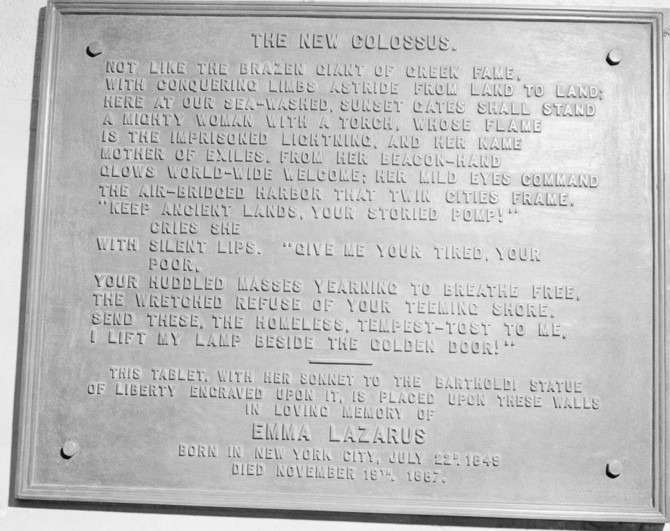 THE NEW COLOSSUS.
NOT LIKE THE BRAZEN GIANT OF GREEK FAME,
WITH CONQUERING LIMBS ASTRIDE FROM LAND TO LAND;
HERE AT OUR SEA-WASHED, SUNSET GATES SHALL STAND
A MIGHTY WOMAN WITH A TORCH, WHOSE FLAME
IS THE IMPRISONED LIGHTNING, AND HER NAME
MOTHER OF EXILES. FROM HER BEACON-HAND
GLOWS WORLD-WIDE WELCOME; HER MILD EYES COMMAND
THE AIR-BRIDGED HARBOR THAT TWIN CITIES FRAME.
"KEEP ANCIENT LANDS, YOUR STORIED POMP!"
CRIES SHE
WITH SILENT LIPS. "GIVE ME YOUR TIRED, YOUR
POOR,
YOUR HUDDLED MASSES YEARNING TO BREATHE FREE,
THE WRETCHED REFUSE OF YOUR TEEMING SHORE.
SEND THESE, THE HOMELESS, TEMPEST-TOST TO ME,
I LIFT MY LAMP BESIDE THE GOLDEN DOOR!"
THIS TABLET, WITH HER SONNET TO THE BARTHOLDI STATUE
OF LIBERTY ENGRAVED UPON IT, IS PLACED UPON THESE WALLS
IN LOVING MEMORY OF
EMMA LAZARUS
BORN IN NEW YORK CITY, JULY 22D. 1849
DIED NOVEMBER 19TH. 1887.